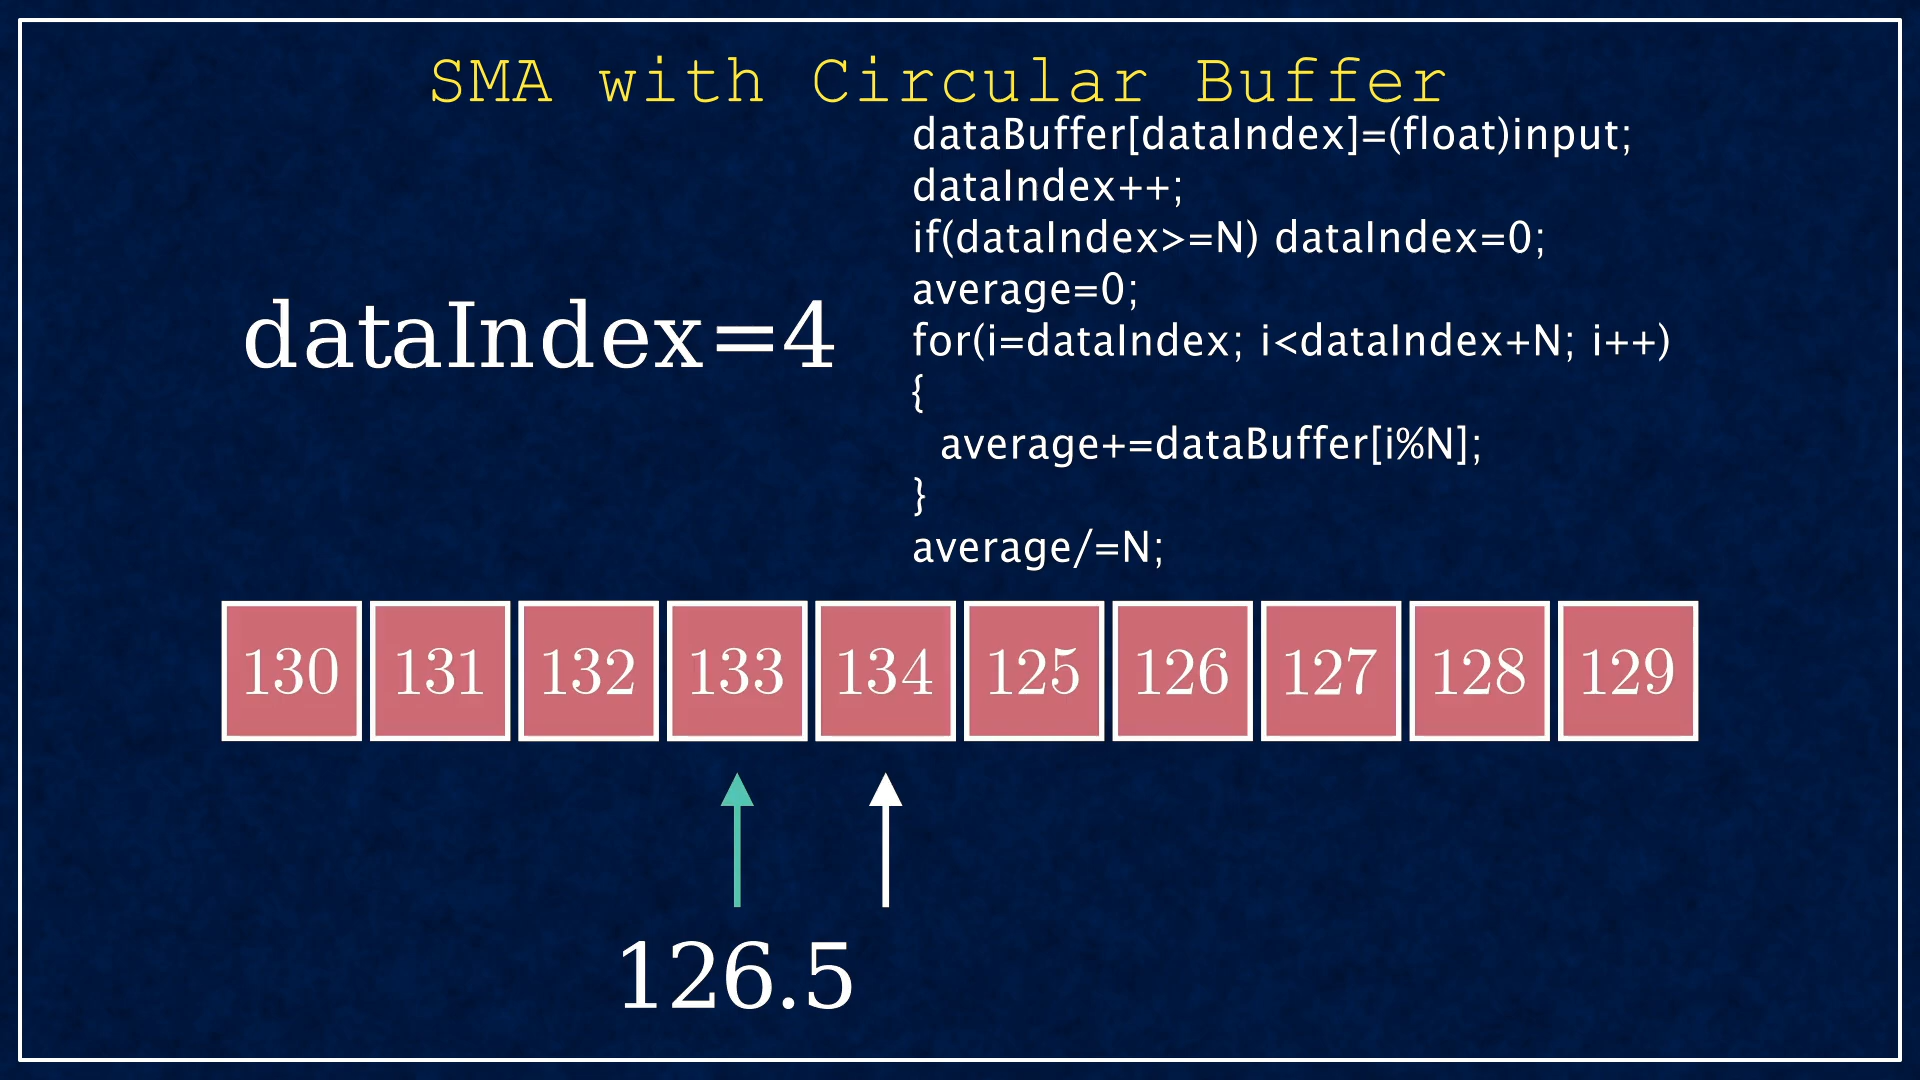 SMA with Circular Buffer
dataBuffer[dataIndex]=(float)input;
dataIndex++;
if(dataIndex>=N) dataIndex=0;
average=0;
for(i=dataIndex; i<dataIndex+N; i++)
{
average+=dataBuffer[i%N];
}
average/=N;
dataIndex=4
130 131 132 133 134 125 126 127 128 129
126.5